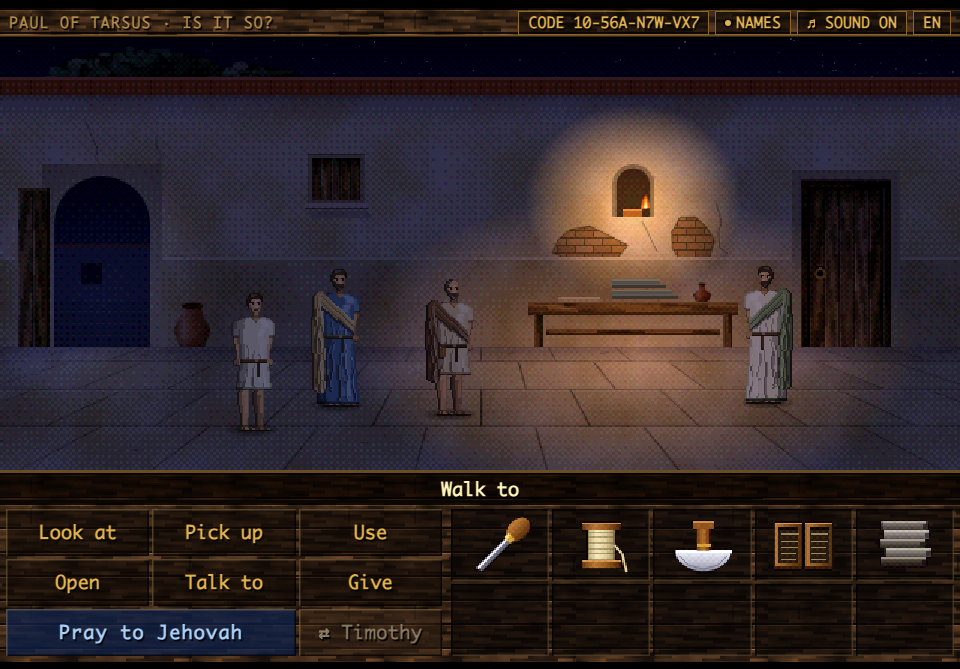 PAUL OF TARSUS · IS IT SO?
CODE 10-56A-N7W-VX7
• NAMES
♬ SOUND ON
EN
Walk to
Look at
Pick up
Use
Open
Talk to
Give
Pray to Jehovah
⇄ Timothy